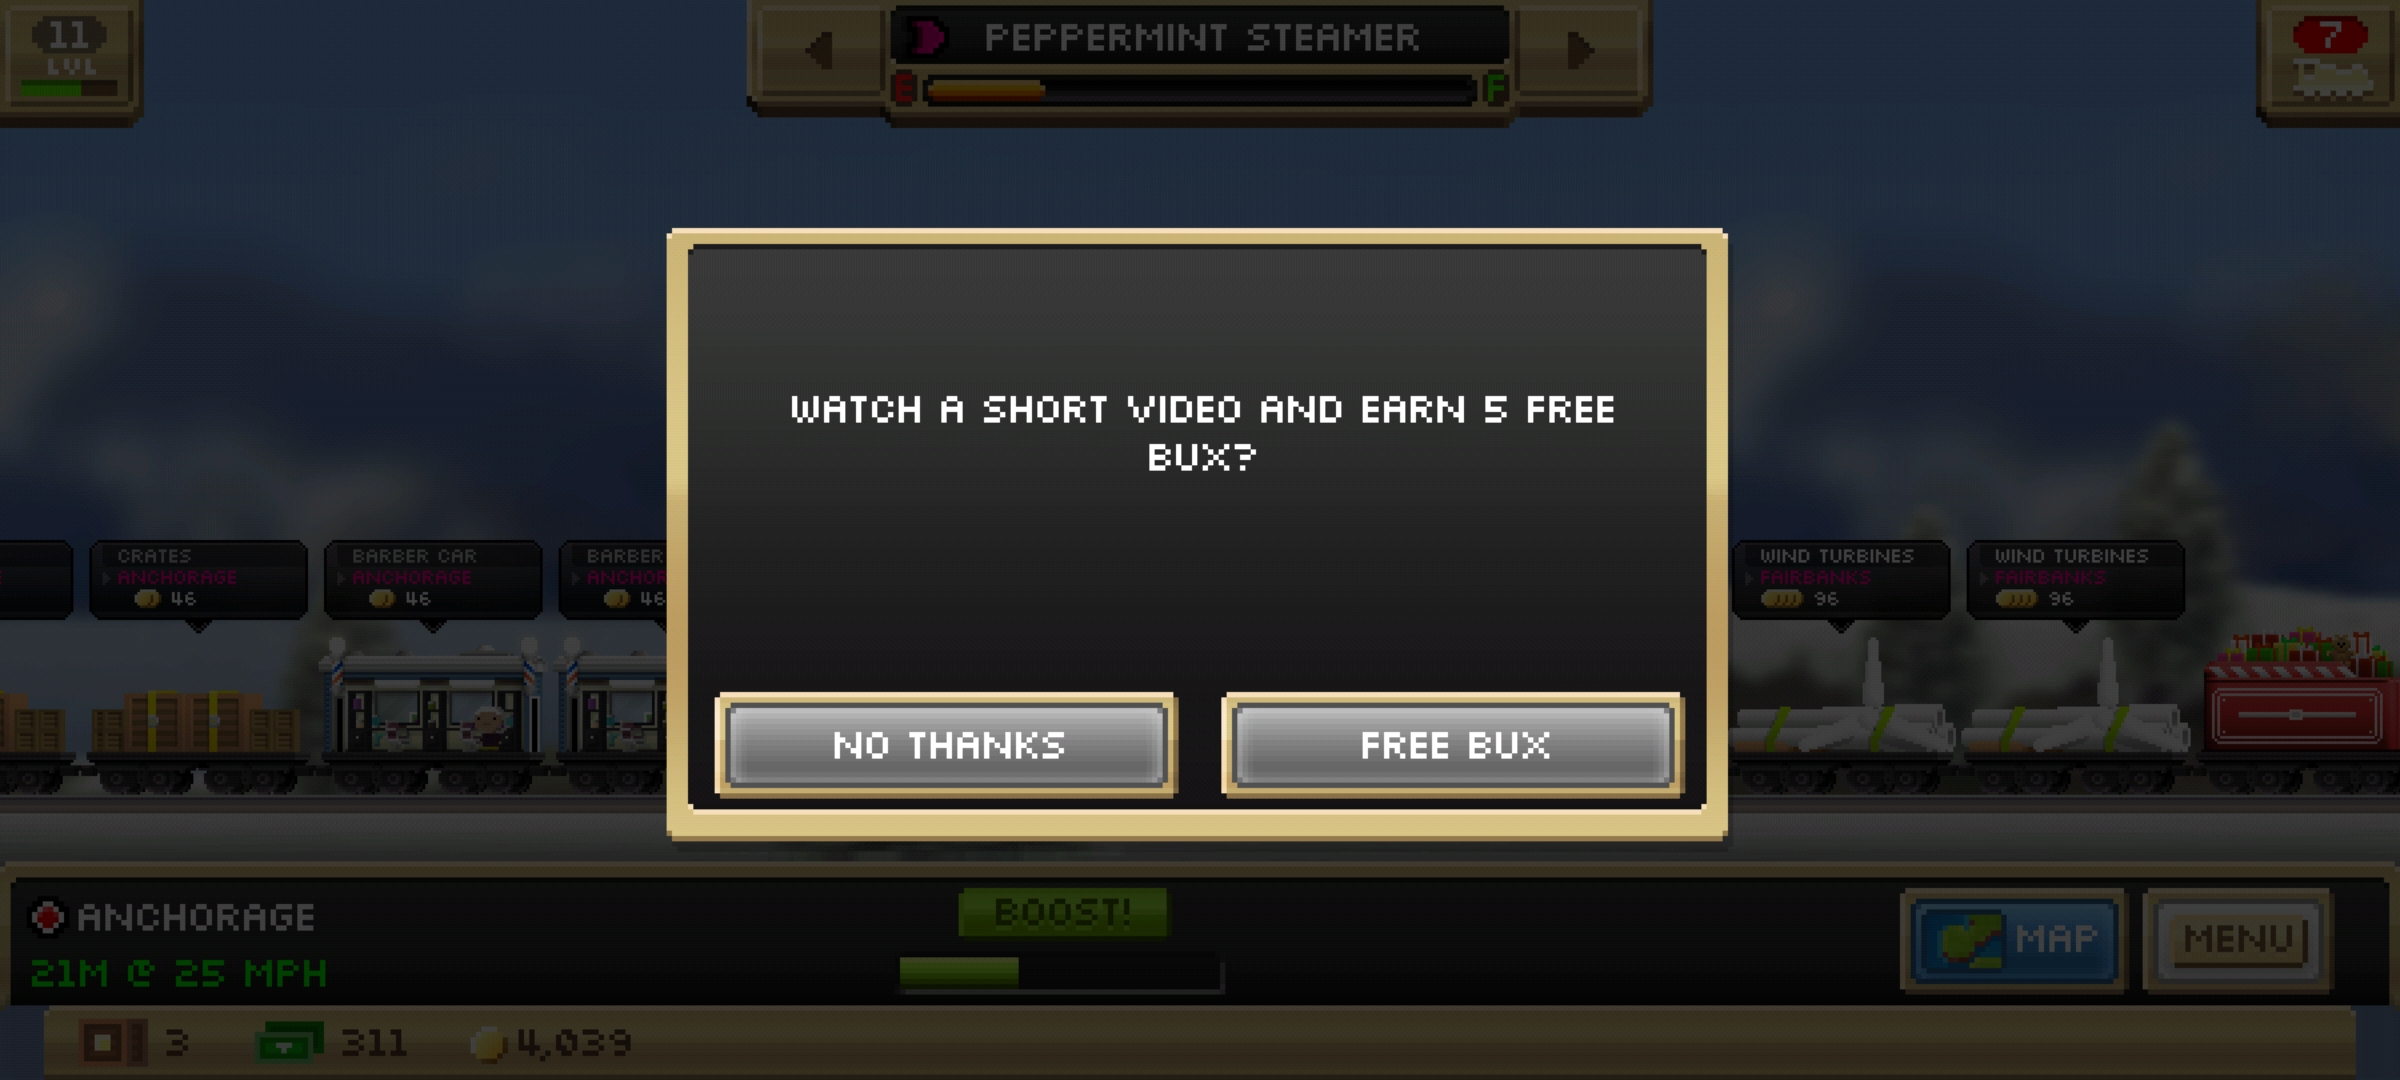 11
LVL
PEPPERMINT STEAMER
E
F
7
WATCH A SHORT VIDEO AND EARN 5 FREE
BUX?
NO THANKS
FREE BUX
CRATES
ANCHORAGE
46
BARBER CAR
ANCHORAGE
46
BARBER
46
WIND TURBINES
FAIRBANKS
96
WIND TURBINES
FAIRBANKS
96
ANCHORAGE
21M @ 25 MPH
BOOST!
MAP
MENU
3
311
4,039